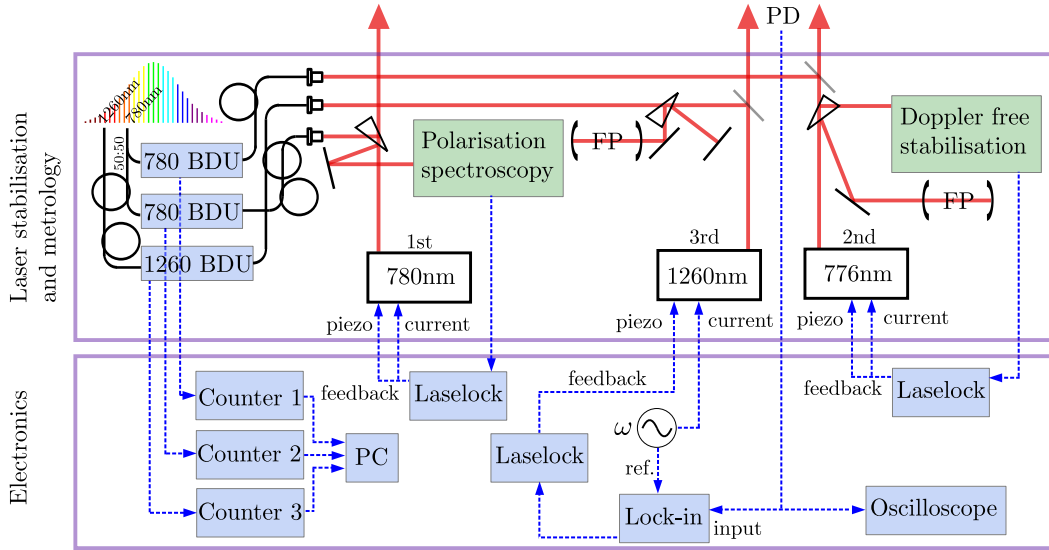 PD
1260nm
780nm
50:50
780 BDU
780 BDU
1260 BDU
Polarisation
spectroscopy
FP
Doppler free
stabilisation
FP
1st
780nm
3rd
1260nm
2nd
776nm
piezo
current
piezo
current
piezo
current
Laser stabilisation
and metrology
feedback
Laselock
feedback
feedback
Laselock
Counter 1
Counter 2
Counter 3
PC
Laselock
ω
ref.
Lock-in
input
Oscilloscope
Electronics